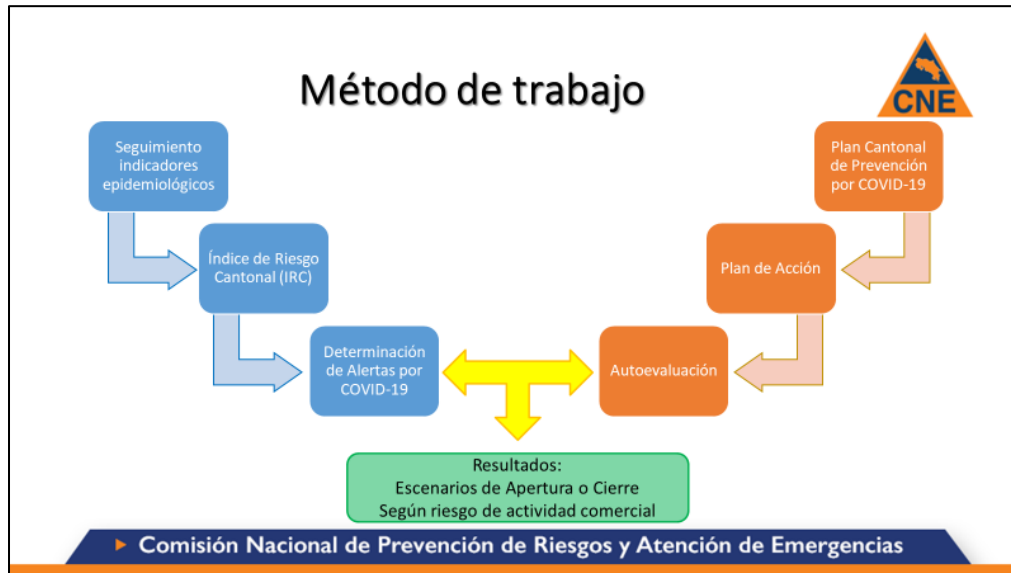 Método de trabajo
CNE
Seguimiento
indicadores
epidemiológicos
Índice de Riesgo
Cantonal (IRC)
Determinación
de Alertas por
COVID-19
Plan Cantonal
de Prevención
por COVID-19
Plan de Acción
Autoevaluación
Resultados:
Escenarios de Apertura o Cierre
Según riesgo de actividad comercial
Comisión Nacional de Prevención de Riesgos y Atención de Emergencias